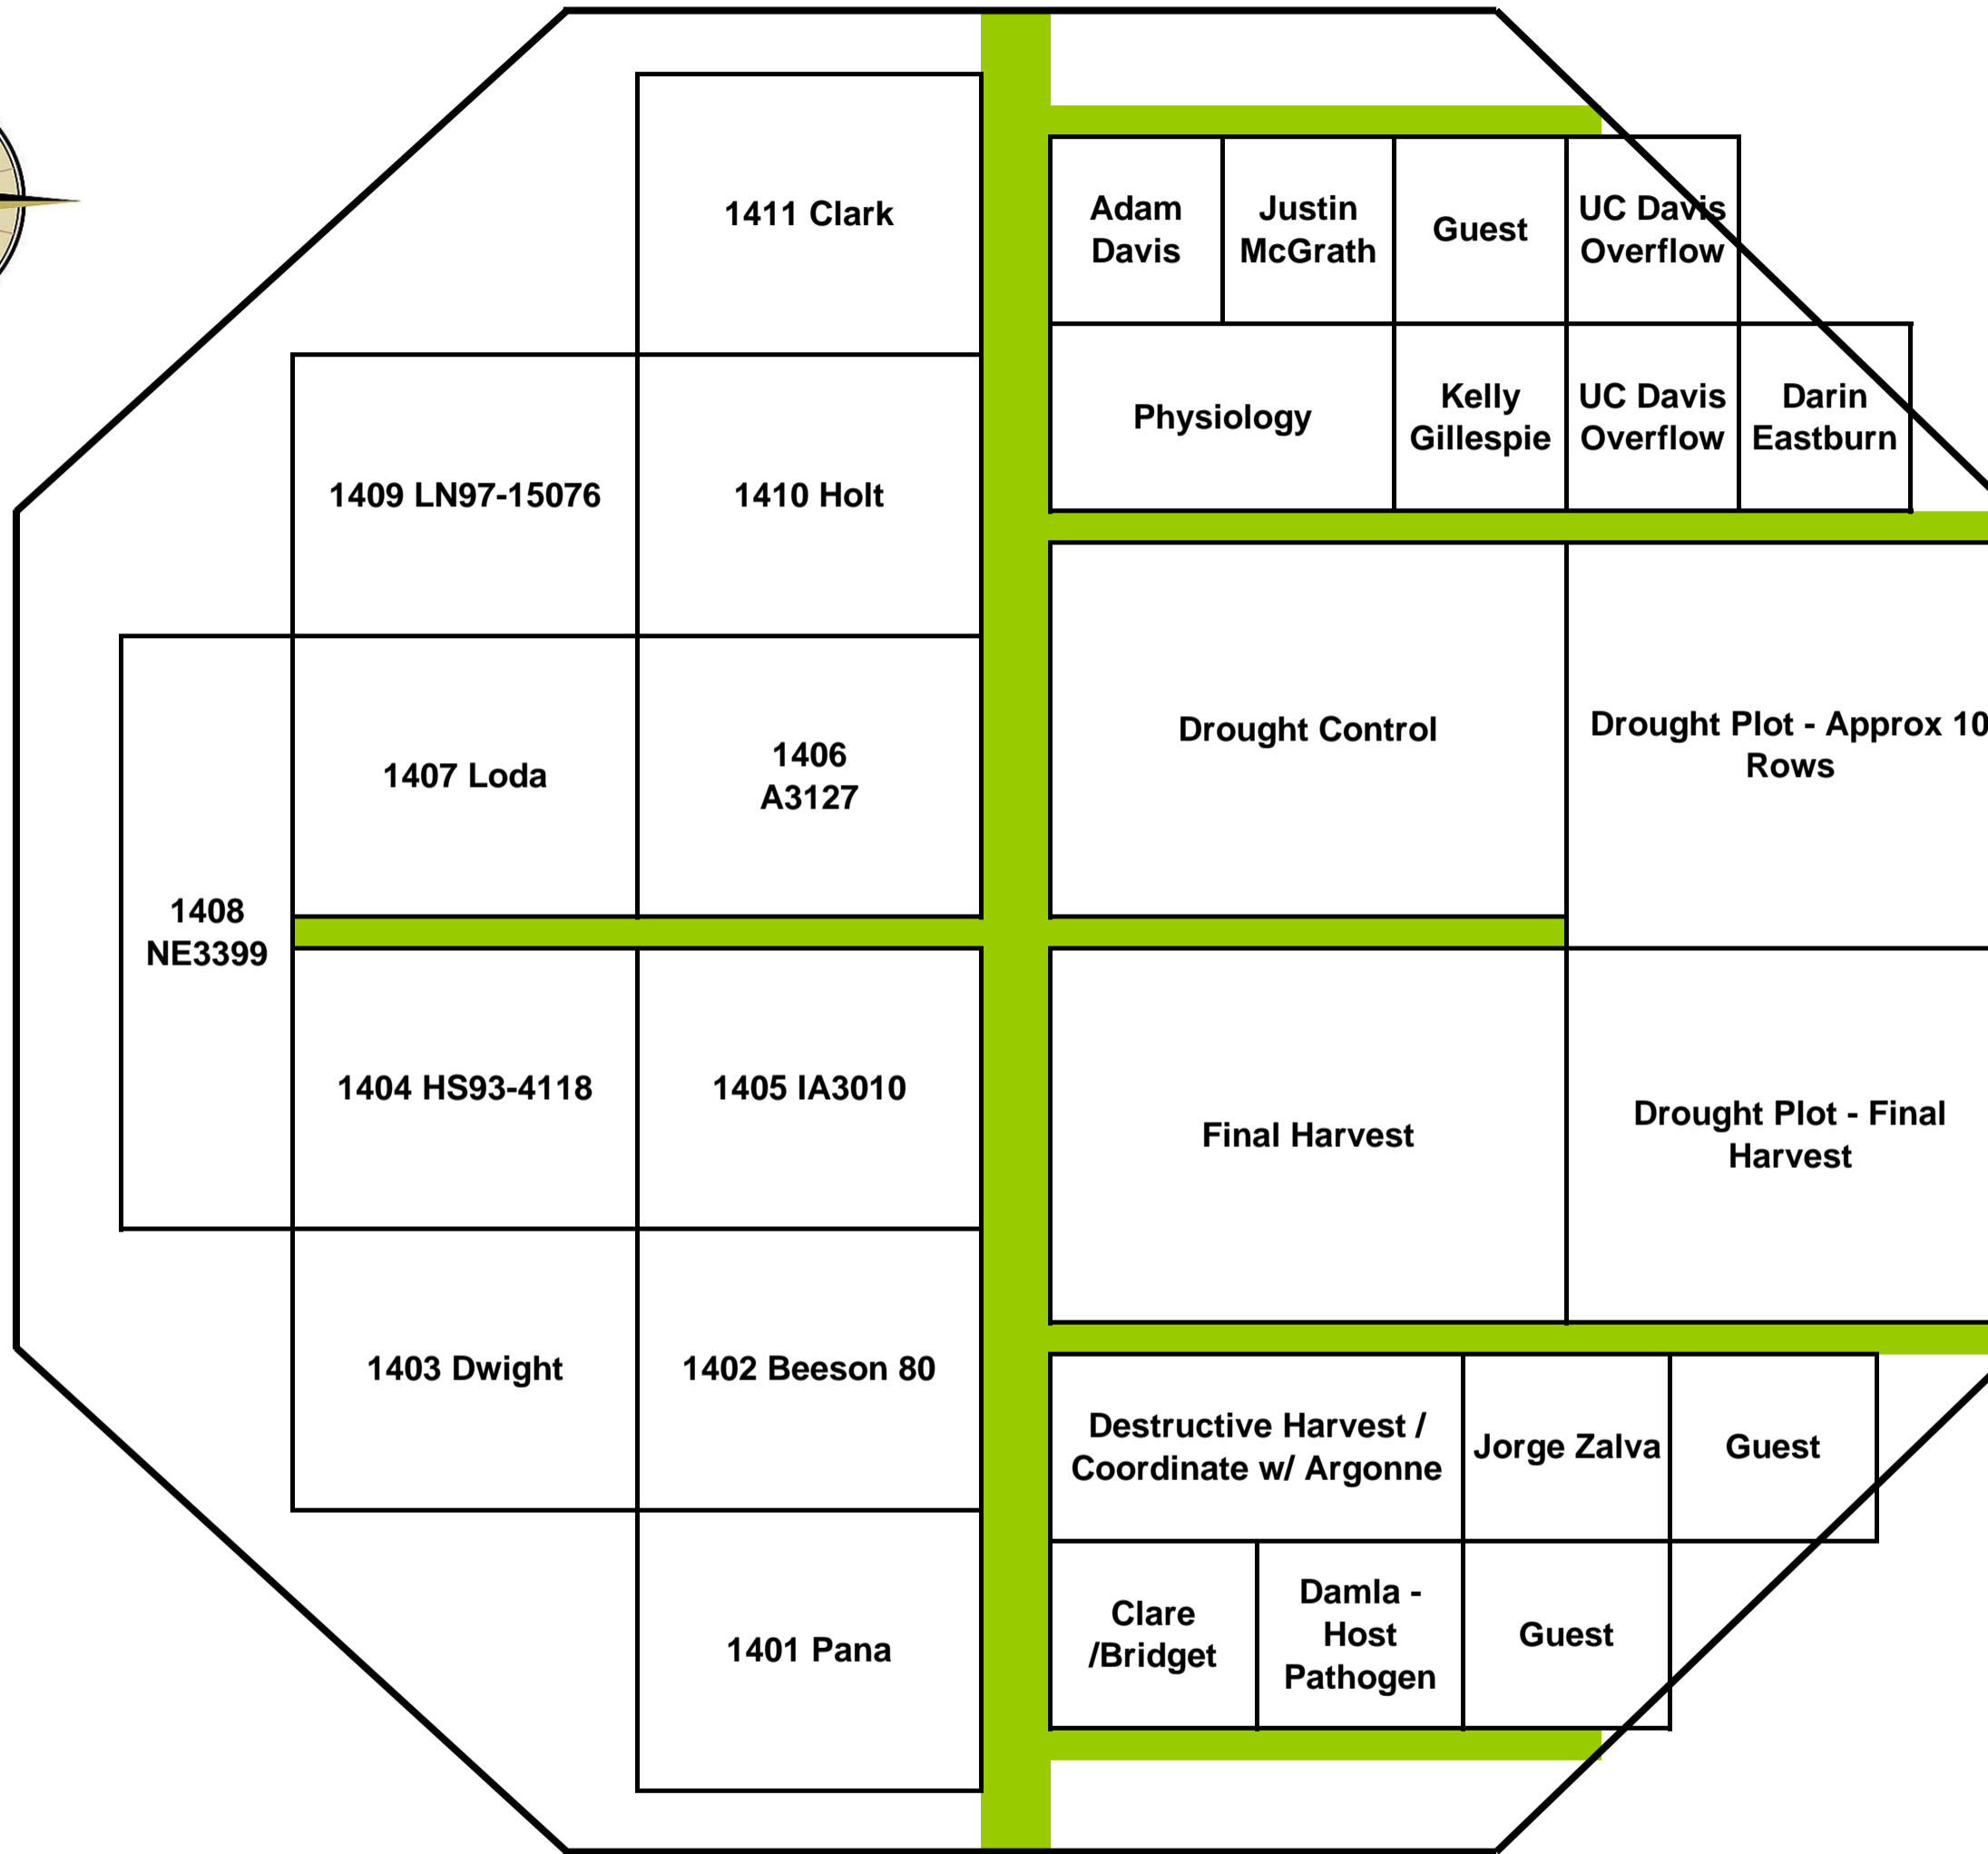 1411 Clark
Adam
Davis
Justin
McGrath
Guest
UC Davis
Overflow
1409 LN97-15076
1410 Holt
Physiology
Kelly
Gillespie
UC Davis
Overflow
Darin
Eastburn
1408
NE3399
1407 Loda
1406
A3127
Drought Control
Drought Plot - Approx 10
Rows
1404 HS93-4118
1405 IA3010
Final Harvest
Drought Plot - Final
Harvest
1403 Dwight
1402 Beeson 80
Destructive Harvest /
Coordinate w/ Argonne
Jorge Zalva
Guest
1401 Pana
Clare
/Bridget
Damla -
Host
Pathogen
Guest